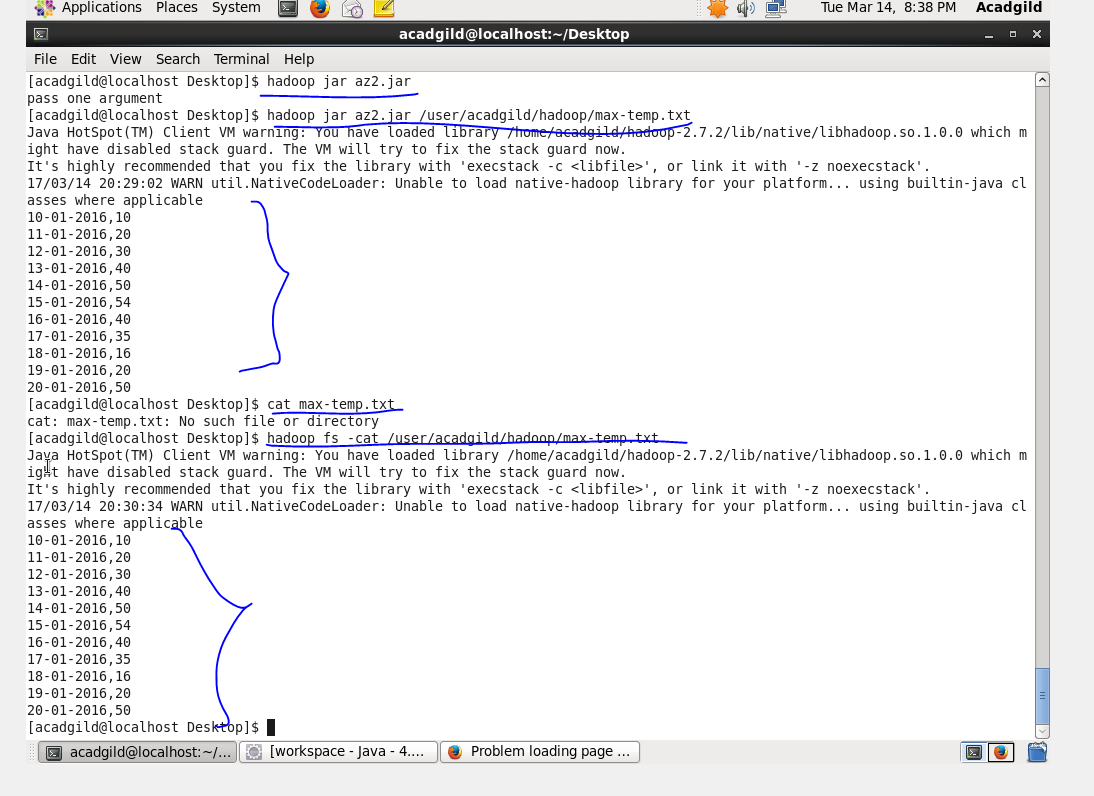 Applications Places System Tue Mar 14, 8:38 PM Acadgild
acadgild@localhost:~/Desktop
File Edit View Search Terminal Help
[acadgild@localhost Desktop]$ hadoop jar az2.jar
pass one argument
[acadgild@localhost Desktop]$ hadoop jar az2.jar /user/acadgild/hadoop/max-temp.txt
Java HotSpot(TM) Client VM warning: You have loaded library /home/acadgild/hadoop-2.7.2/lib/native/libhadoop.so.1.0.0 which m
ight have disabled stack guard. The VM will try to fix the stack guard now.
It's highly recommended that you fix the library with 'execstack -c <libfile>', or link it with '-z noexecstack'.
17/03/14 20:29:02 WARN util.NativeCodeLoader: Unable to load native-hadoop library for your platform... using builtin-java cl
asses where applicable
10-01-2016,10
11-01-2016,20
12-01-2016,30
13-01-2016,40
14-01-2016,50
15-01-2016,54
16-01-2016,40
17-01-2016,35
18-01-2016,16
19-01-2016,20
20-01-2016,50
[acadgild@localhost Desktop]$ cat max-temp.txt
cat: max-temp.txt: No such file or directory
[acadgild@localhost Desktop]$ hadoop fs -cat /user/acadgild/hadoop/max-temp.txt
Java HotSpot(TM) Client VM warning: You have loaded library /home/acadgild/hadoop-2.7.2/lib/native/libhadoop.so.1.0.0 which m
ight have disabled stack guard. The VM will try to fix the stack guard now.
It's highly recommended that you fix the library with 'execstack -c <libfile>', or link it with '-z noexecstack'.
17/03/14 20:30:34 WARN util.NativeCodeLoader: Unable to load native-hadoop library for your platform... using builtin-java cl
asses where applicable
10-01-2016,10
11-01-2016,20
12-01-2016,30
13-01-2016,40
14-01-2016,50
15-01-2016,54
16-01-2016,40
17-01-2016,35
18-01-2016,16
19-01-2016,20
20-01-2016,50
[acadgild@localhost Desktop]$
acadgild@localhost:~/... [workspace - Java - 4.... Problem loading page ...